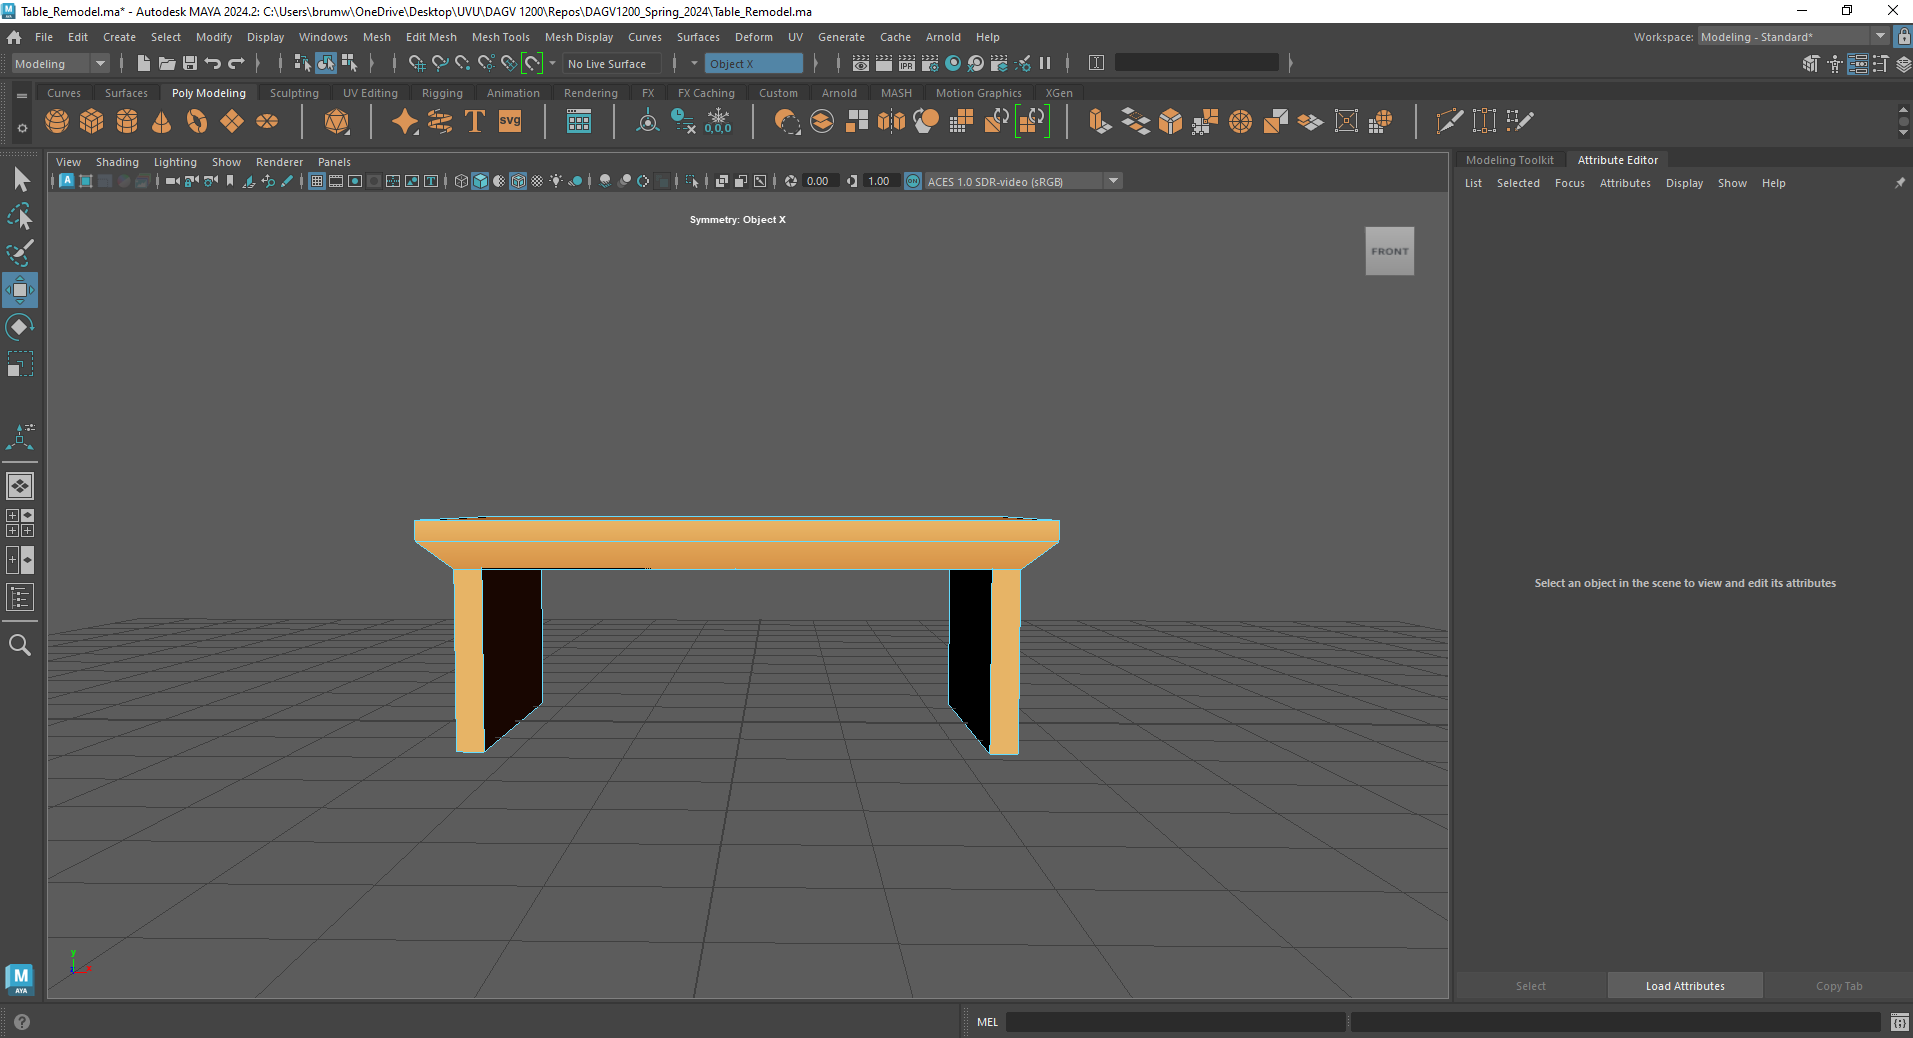 Table_Remodel.ma* - Autodesk MAYA 2024.2: C:\Users\brumw\OneDrive\Desktop\UVU\DAGV 1200\Repos\DAGV1200_Spring_2024\Table_Remodel.ma
File Edit Create Select Modify Display Windows Mesh Edit Mesh Mesh Tools Mesh Display Curves Surfaces Deform UV Generate Cache Arnold Help Workspace: Modeling - Standard*
Modeling No Live Surface Object X
Curves Surfaces Poly Modeling Sculpting UV Editing Rigging Animation Rendering FX FX Caching Custom Arnold MASH Motion Graphics XGen
T svg 0,0,0
View Shading Lighting Show Renderer Panels
0.00 1.00 ON ACES 1.0 SDR-video (sRGB)
Modeling Toolkit Attribute Editor
List Selected Focus Attributes Display Show Help
Symmetry: Object X
FRONT
Select an object in the scene to view and edit its attributes
y
x
M
AYA
Select Load Attributes Copy Tab
MEL